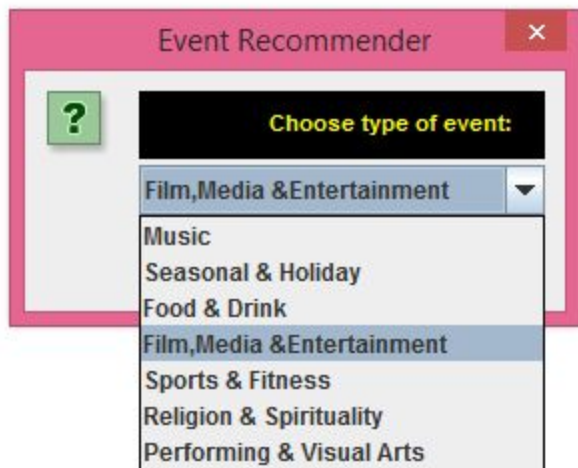 Event Recommender
Choose type of event:
Film,Media &Entertainment
Music
Seasonal & Holiday
Food & Drink
Film,Media &Entertainment
Sports & Fitness
Religion & Spirituality
Performing & Visual Arts